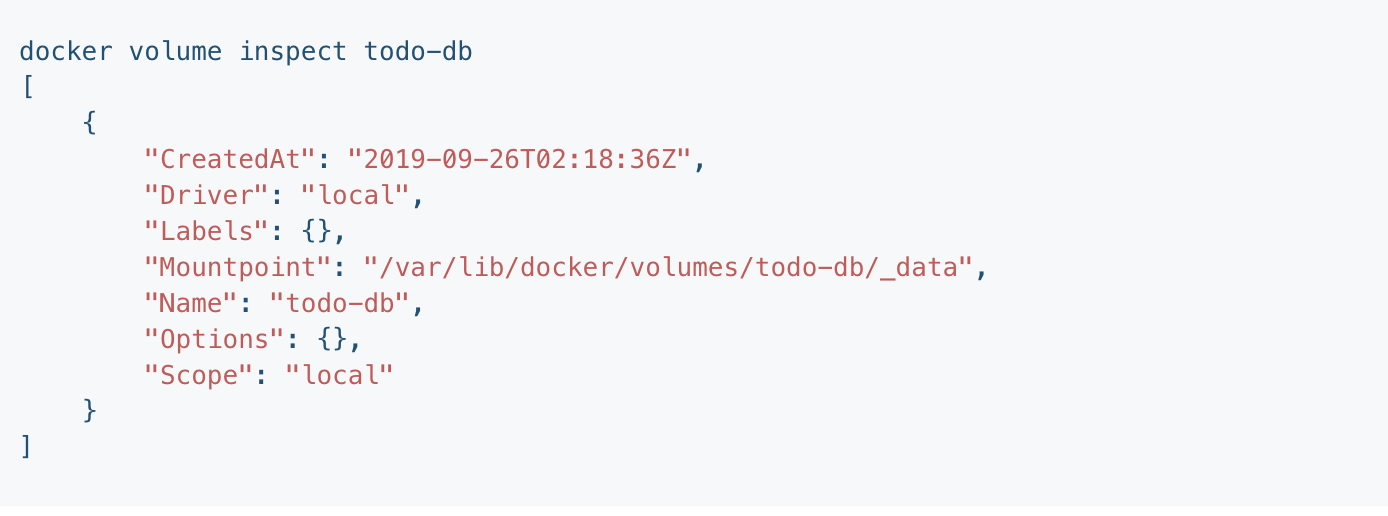 docker volume inspect todo-db
[
    {
        "CreatedAt": "2019-09-26T02:18:36Z",
        "Driver": "local",
        "Labels": {},
        "Mountpoint": "/var/lib/docker/volumes/todo-db/_data",
        "Name": "todo-db",
        "Options": {},
        "Scope": "local"
    }
]